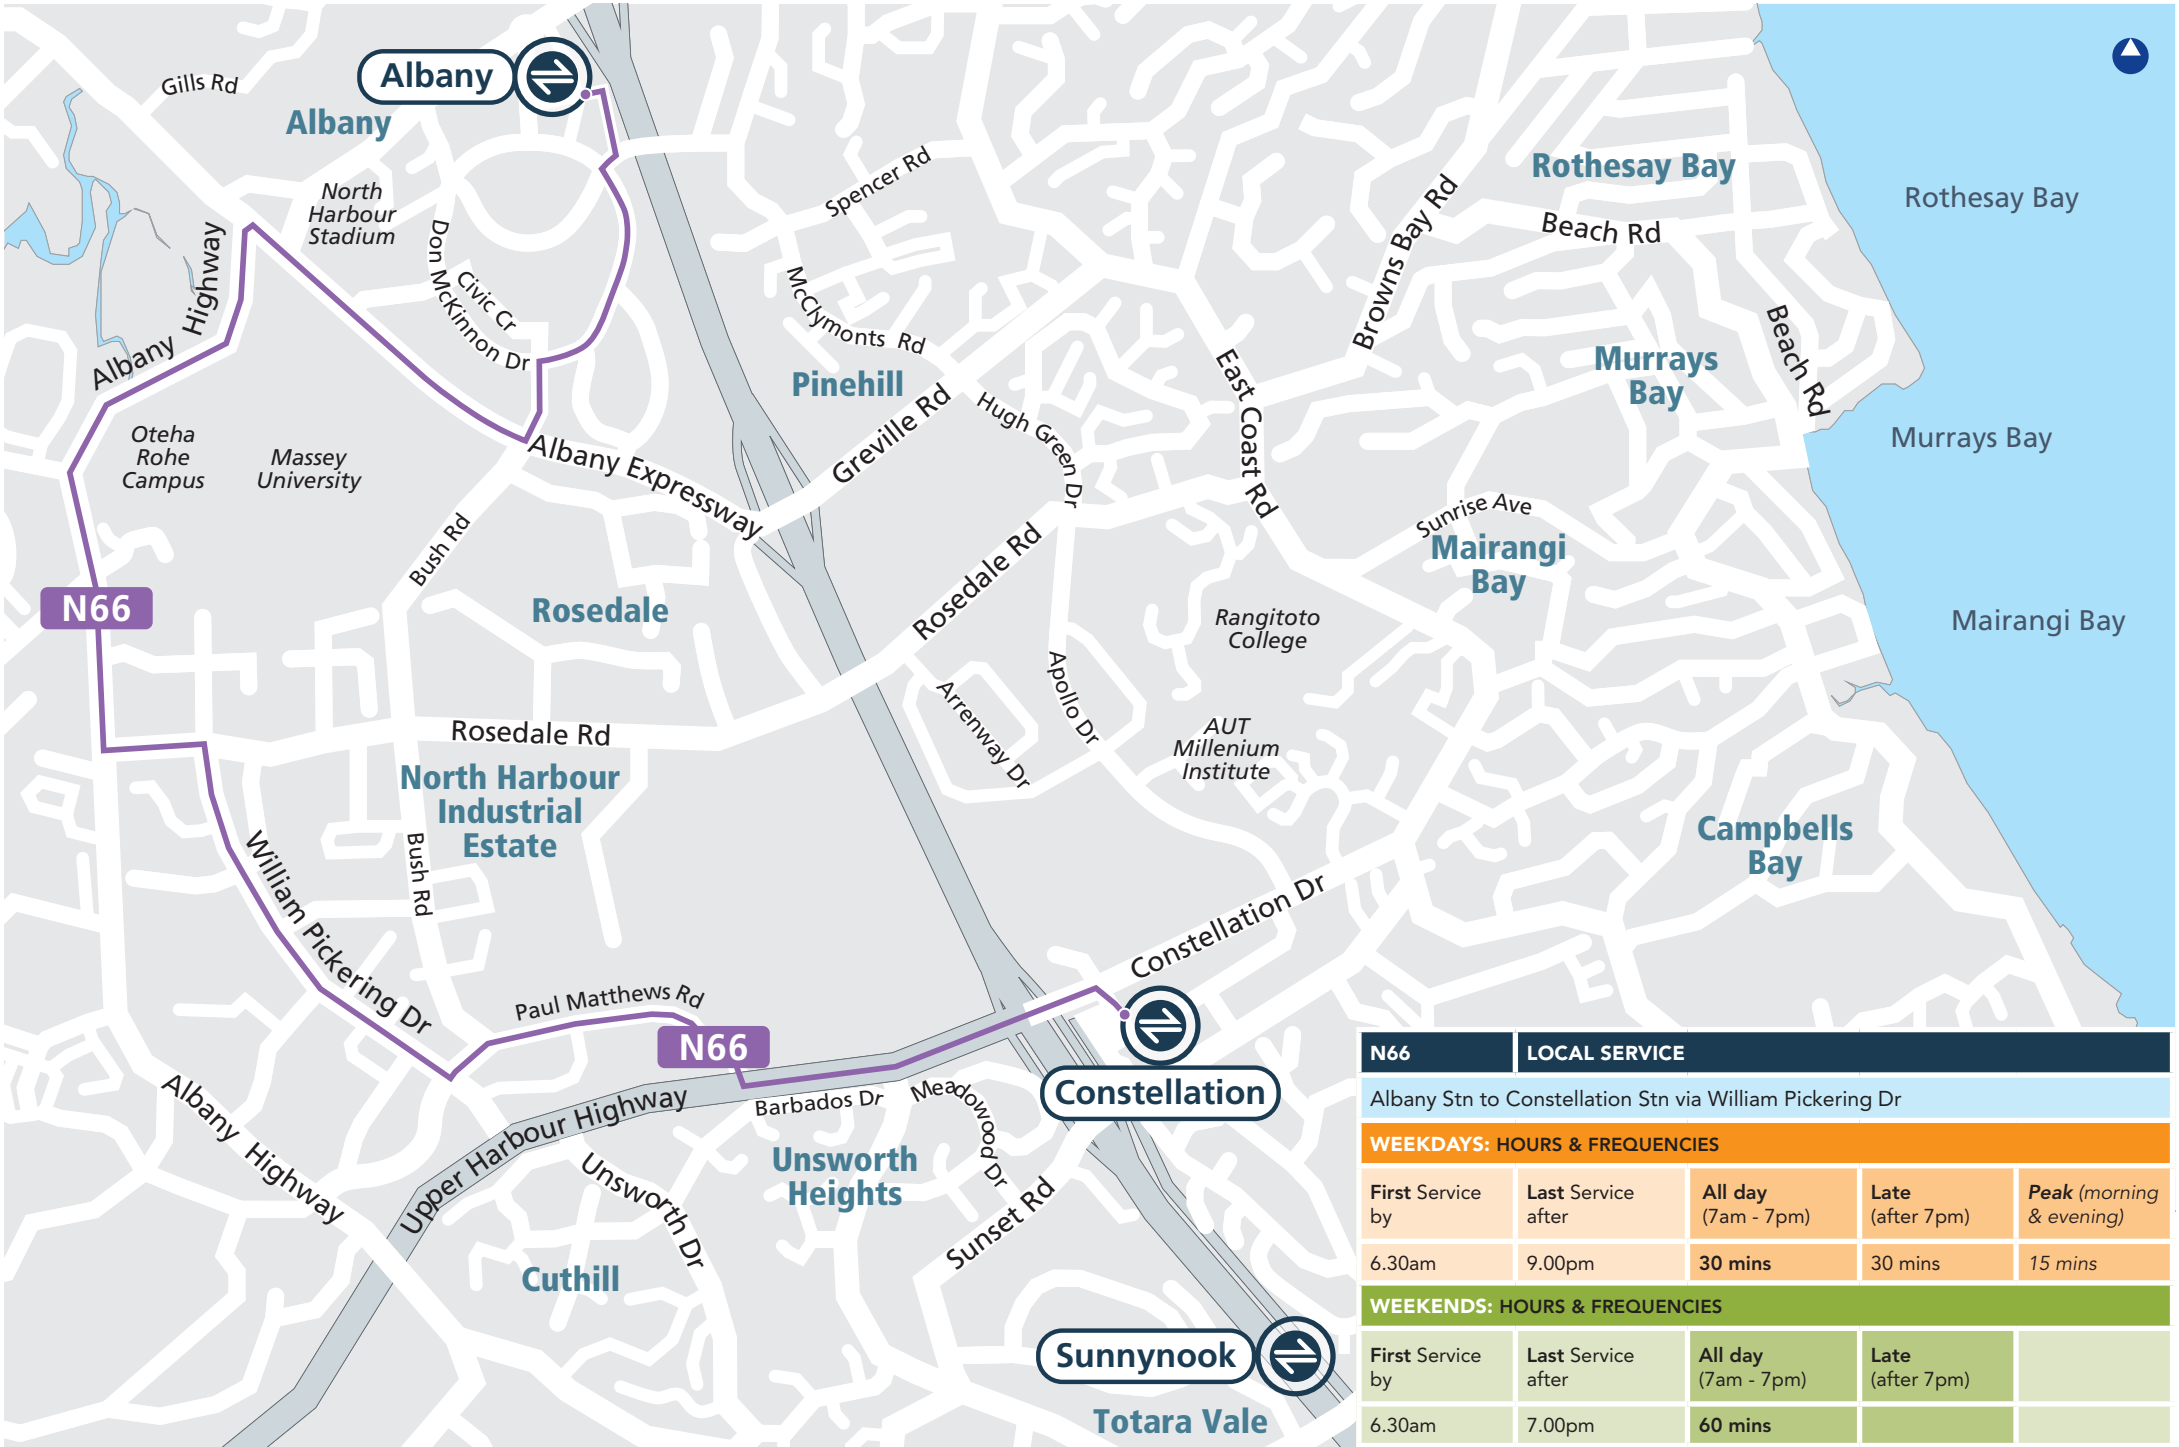 Albany
Gills Rd
Albany
North
Harbour
Stadium
Spencer Rd
Rothesay Bay
Rothesay Bay
Beach Rd
Browns Bay Rd
Albany Highway
Don McKinnon Dr
Civic Cr
McClymonts Rd
Beach Rd
Murrays
Bay
Murrays Bay
Pinehill
East Coast Rd
Greville Rd
Hugh Green Dr
Oteha
Rohe
Campus
Massey
University
Albany Expressway
Sunrise Ave
Mairangi
Bay
Bush Rd
Rosedale Rd
N66
Rosedale
Rangitoto
College
Mairangi Bay
Apollo Dr
Arrenway Dr
Rosedale Rd
AUT
Millenium
Institute
North Harbour
Industrial
Estate
Campbells
Bay
William Pickering Dr
Bush Rd
Constellation Dr
Paul Matthews Rd
N66
Constellation
Barbados Dr
Meadowood Dr
Albany Highway
Upper Harbour Highway
Unsworth
Heights
Unsworth Dr
Sunset Rd
Cuthill
Sunnynook
Totara Vale
N66 LOCAL SERVICE
Albany Stn to Constellation Stn via William Pickering Dr
WEEKDAYS: HOURS & FREQUENCIES
First Service Last Service All day Late Peak (morning
by after (7am - 7pm) (after 7pm) & evening)
6.30am 9.00pm 30 mins 30 mins 15 mins
WEEKENDS: HOURS & FREQUENCIES
First Service Last Service All day Late
by after (7am - 7pm) (after 7pm)
6.30am 7.00pm 60 mins